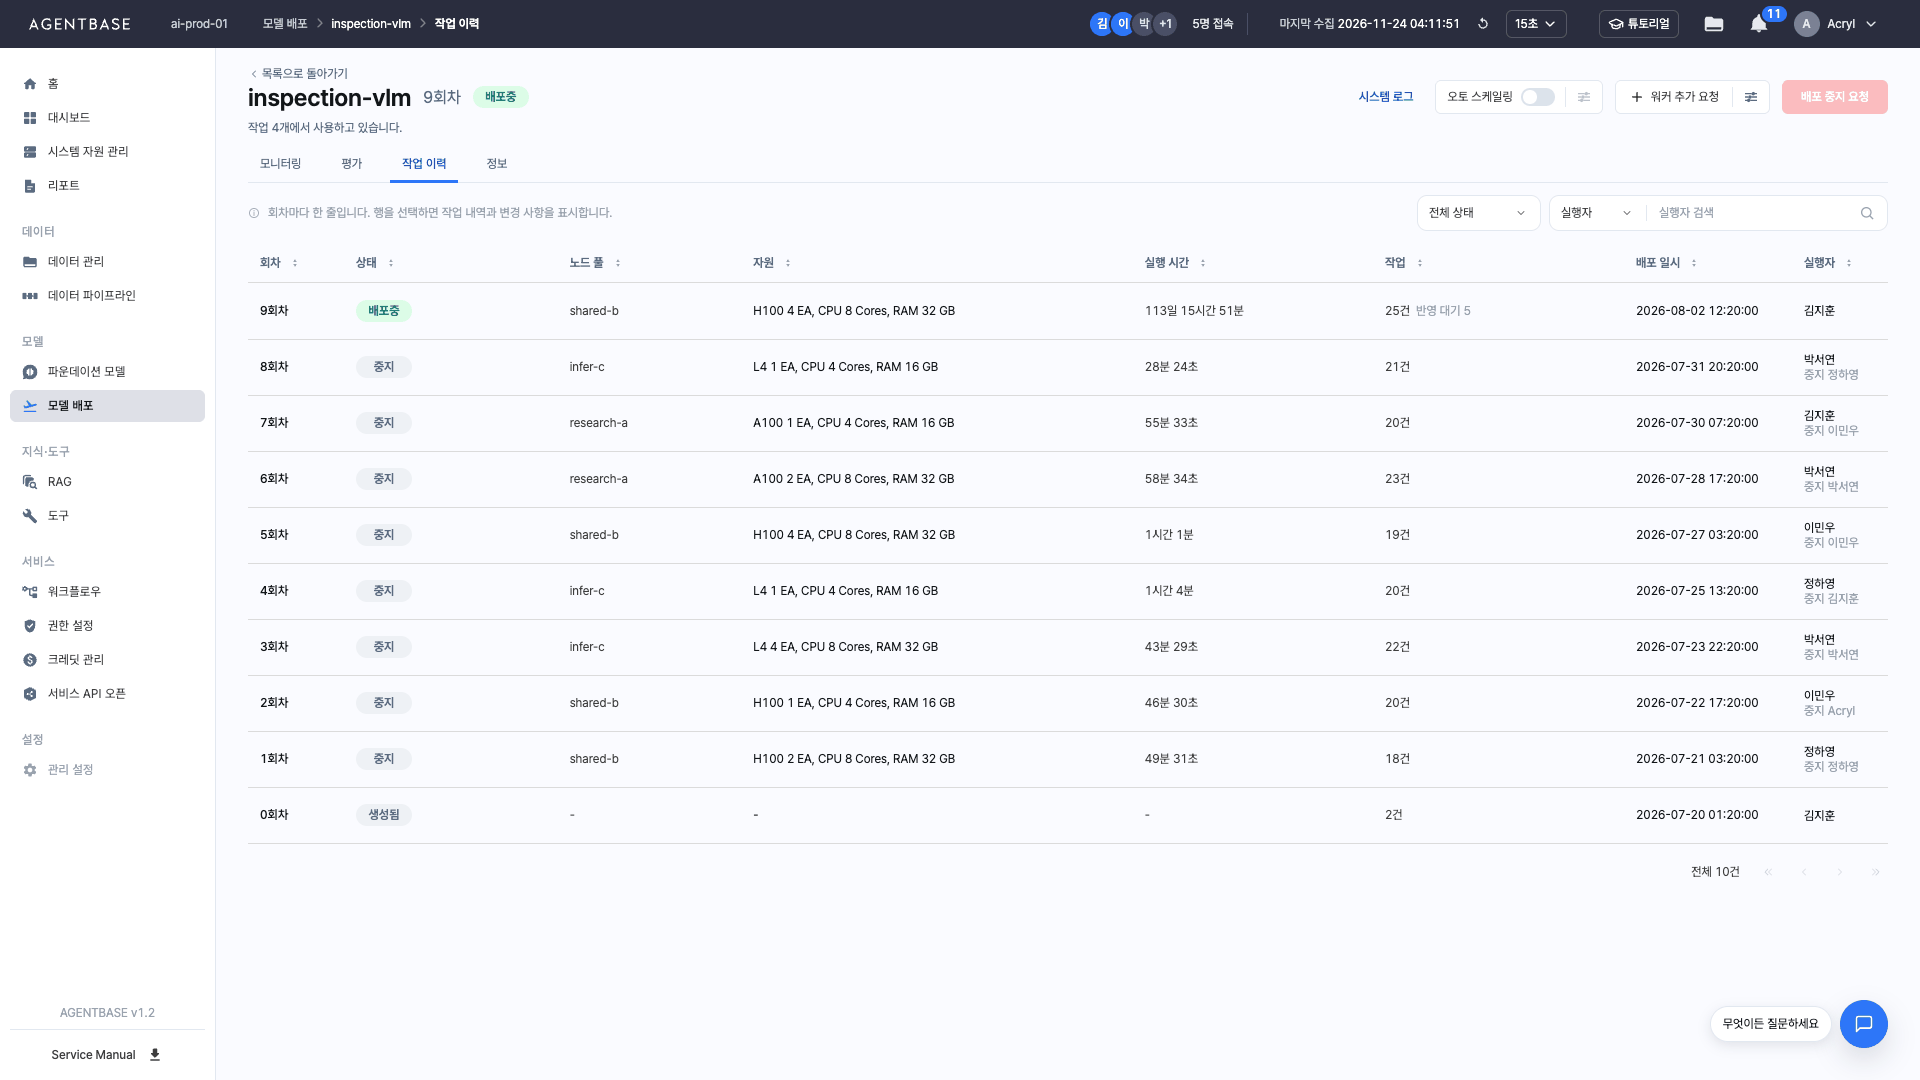 AGENTBASE
ai-prod-01
모델 배포 > inspection-vlm > 작업 이력
김 이 박 +1 5명 접속
마지막 수집 2026-11-24 04:11:51
15초
튜토리얼
11
A Acryl
홈
대시보드
시스템 자원 관리
리포트
데이터
데이터 관리
데이터 파이프라인
모델
파운데이션 모델
모델 배포
지식·도구
RAG
도구
서비스
워크플로우
권한 설정
크레딧 관리
서비스 API 오픈
설정
관리 설정
AGENTBASE v1.2
Service Manual
목록으로 돌아가기
inspection-vlm 9회차 배포중
작업 4개에서 사용하고 있습니다.
시스템 로그
오토 스케일링
워커 추가 요청
배포 중지 요청
모니터링 평가 작업 이력 정보
회차마다 한 줄입니다. 행을 선택하면 작업 내역과 변경 사항을 표시합니다.
전체 상태
실행자 실행자 검색
회차 상태 노드 풀 자원 실행 시간 작업 배포 일시 실행자
9회차 배포중 shared-b H100 4 EA, CPU 8 Cores, RAM 32 GB 113일 15시간 51분 25건 반영 대기 5 2026-08-02 12:20:00 김지훈
8회차 중지 infer-c L4 1 EA, CPU 4 Cores, RAM 16 GB 28분 24초 21건 2026-07-31 20:20:00 박서연
중지 정하영
7회차 중지 research-a A100 1 EA, CPU 4 Cores, RAM 16 GB 55분 33초 20건 2026-07-30 07:20:00 김지훈
중지 이민우
6회차 중지 research-a A100 2 EA, CPU 8 Cores, RAM 32 GB 58분 34초 23건 2026-07-28 17:20:00 박서연
중지 박서연
5회차 중지 shared-b H100 4 EA, CPU 8 Cores, RAM 32 GB 1시간 1분 19건 2026-07-27 03:20:00 이민우
중지 이민우
4회차 중지 infer-c L4 1 EA, CPU 4 Cores, RAM 16 GB 1시간 4분 20건 2026-07-25 13:20:00 정하영
중지 김지훈
3회차 중지 infer-c L4 4 EA, CPU 8 Cores, RAM 32 GB 43분 29초 22건 2026-07-23 22:20:00 박서연
중지 박서연
2회차 중지 shared-b H100 1 EA, CPU 4 Cores, RAM 16 GB 46분 30초 20건 2026-07-22 17:20:00 이민우
중지 Acryl
1회차 중지 shared-b H100 2 EA, CPU 8 Cores, RAM 32 GB 49분 31초 18건 2026-07-21 03:20:00 정하영
중지 정하영
0회차 생성됨 - - - 2건 2026-07-20 01:20:00 김지훈
전체 10건
무엇이든 질문하세요